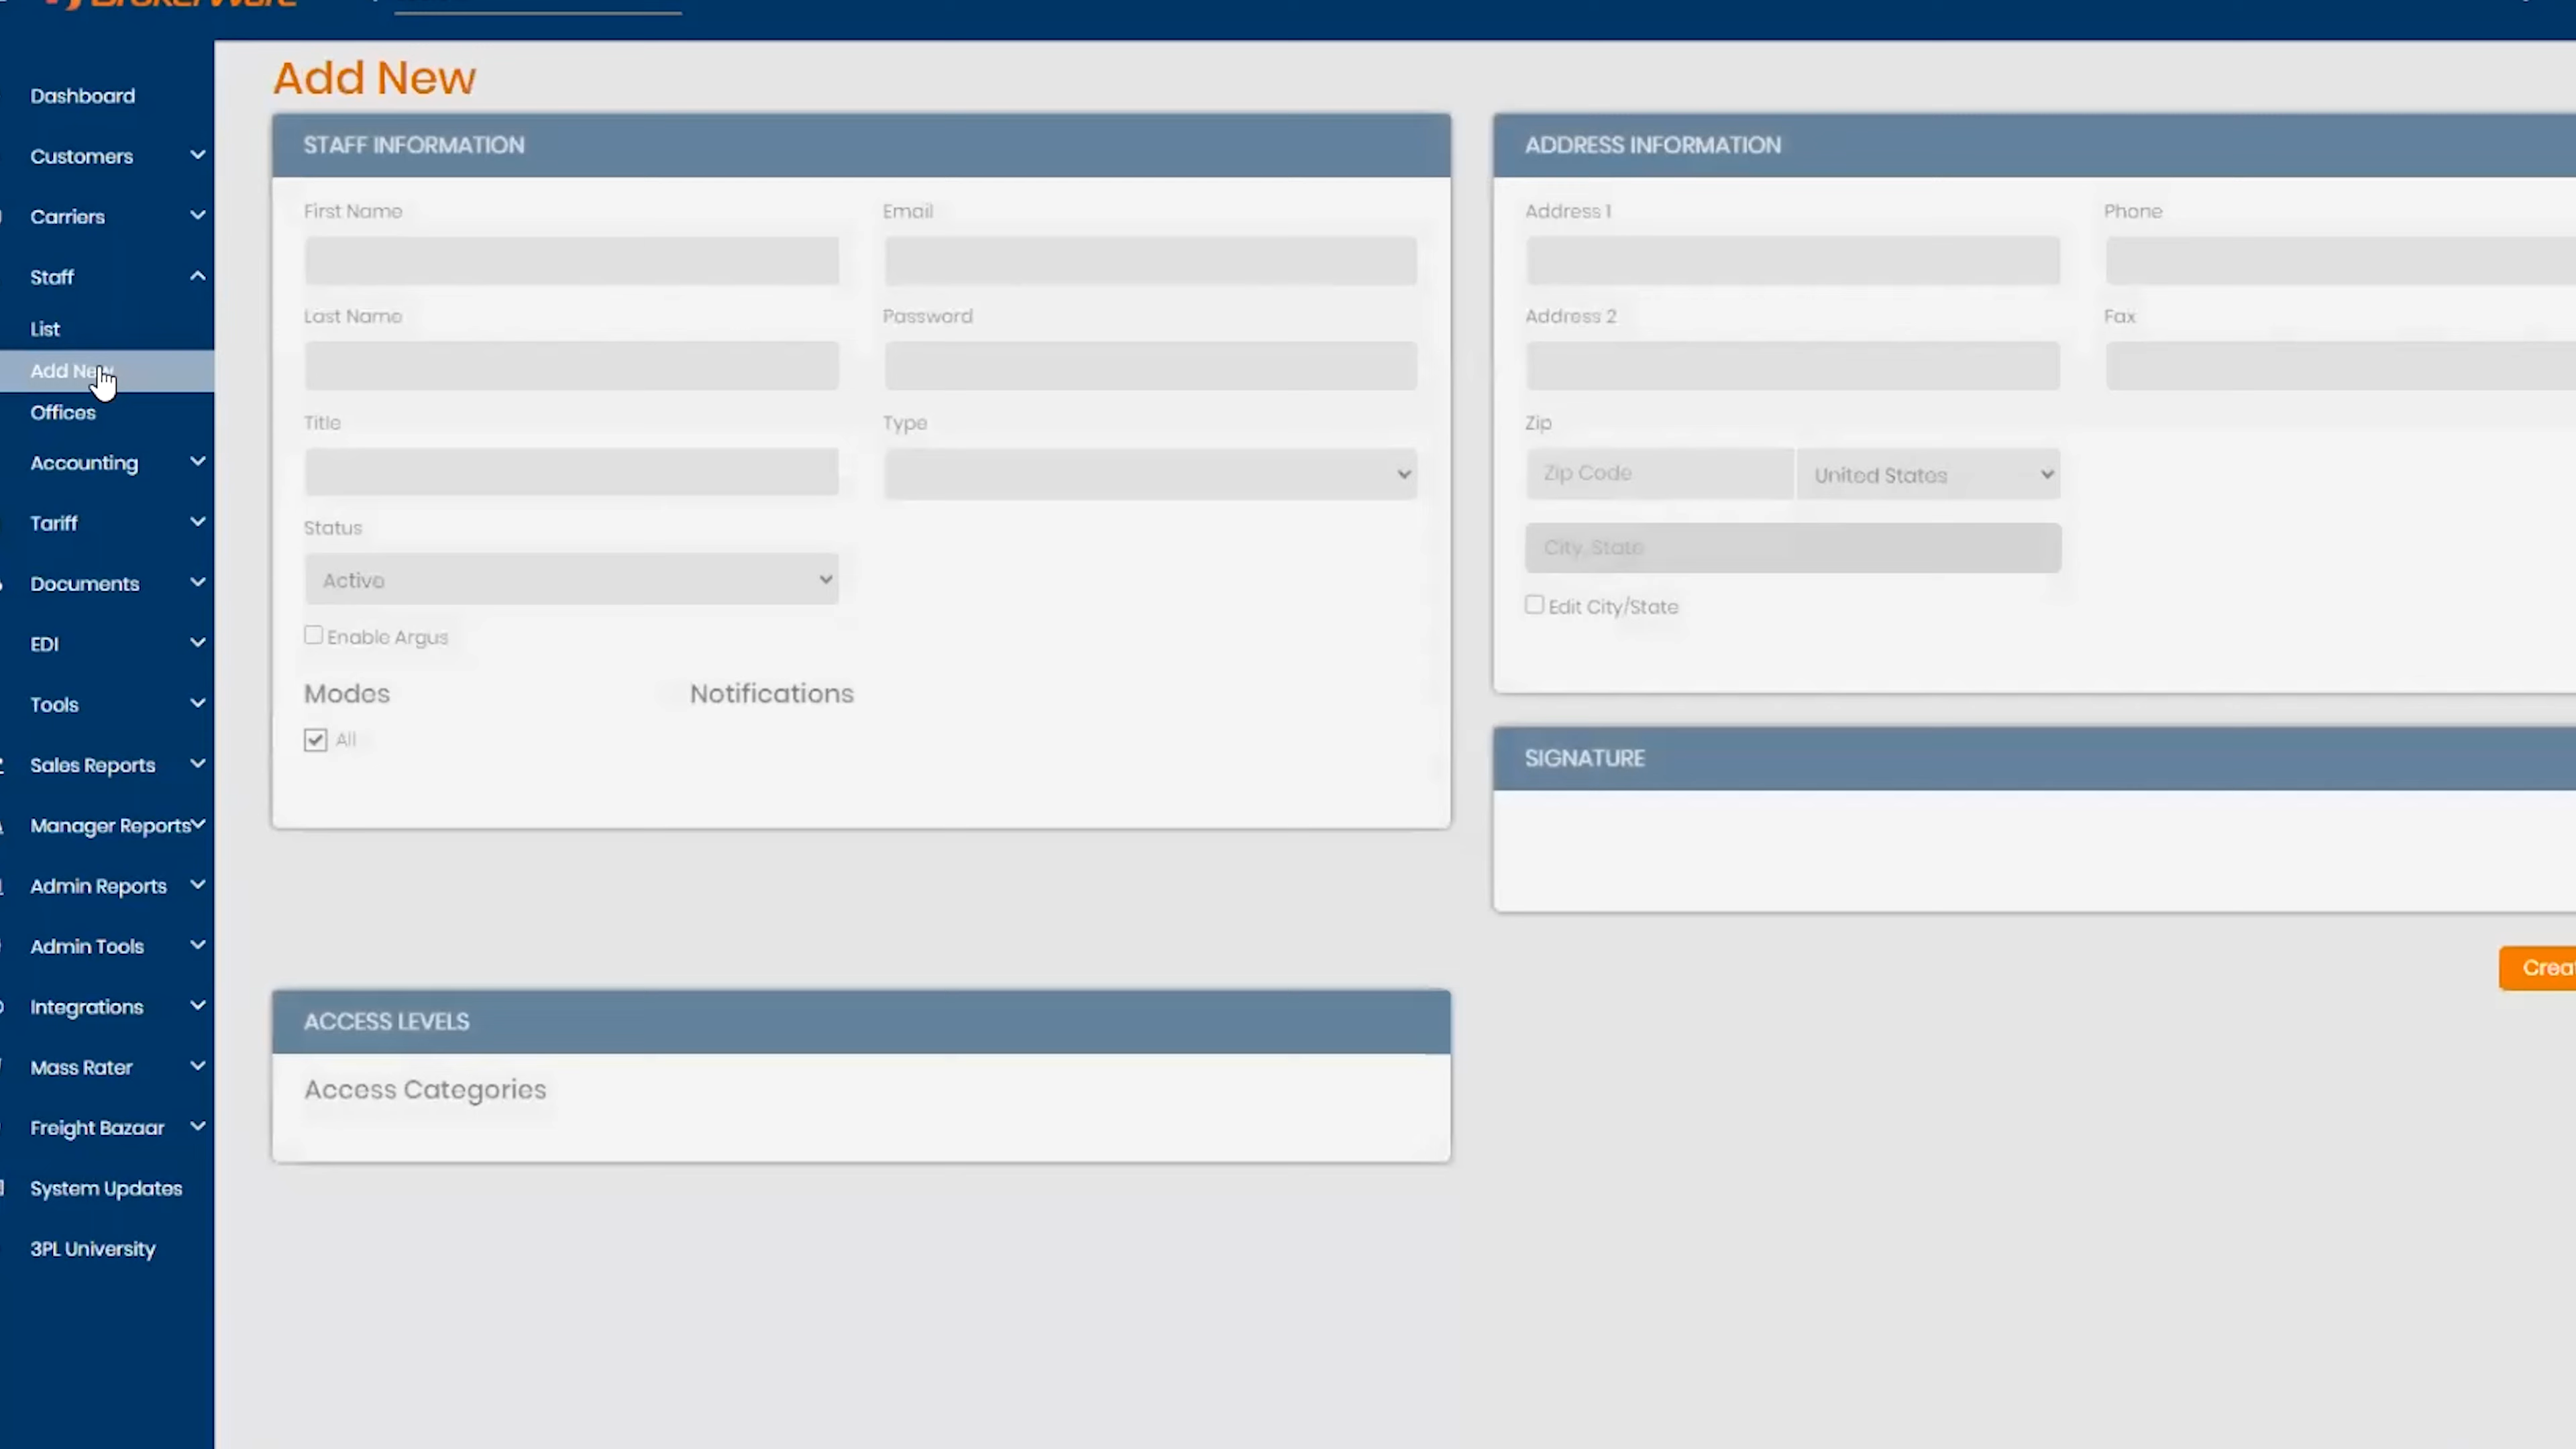 BrokerWare
Dashboard
Customers
Carriers
Staff
List
Add New
Offices
Accounting
Tariff
Documents
EDI
Tools
Sales Reports
Manager Reports
Admin Reports
Admin Tools
Integrations
Mass Rater
Freight Bazaar
System Updates
3PL University
Add New
STAFF INFORMATION
First Name
Email
Last Name
Password
Title
Type
Status
Active
Enable Argus
Modes
Notifications
All
ACCESS LEVELS
Access Categories
ADDRESS INFORMATION
Address 1
Phone
Address 2
Fax
Zip
Zip Code
United States
City, State
Edit City/State
SIGNATURE
Crea